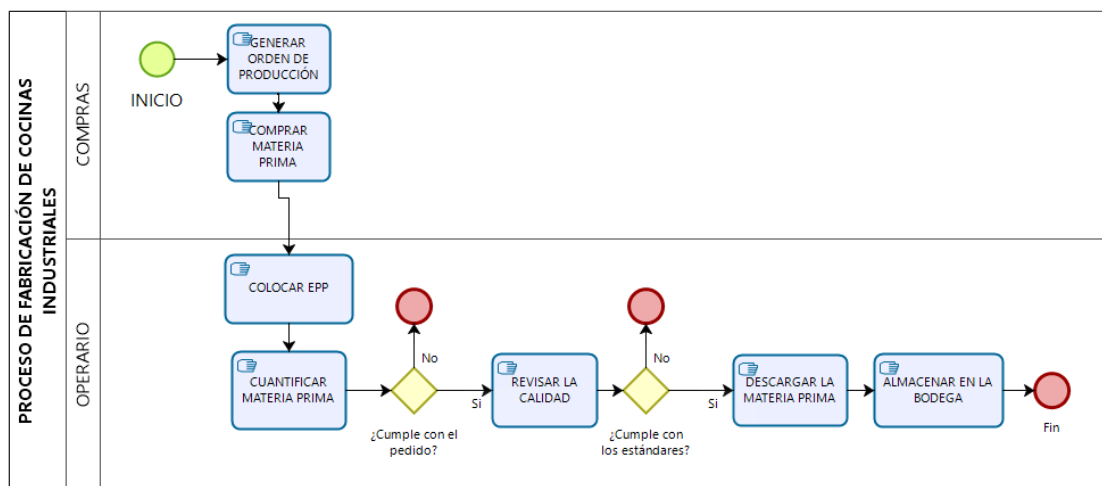 PROCESO DE FABRICACIÓN DE COCINAS
INDUSTRIALES
COMPRAS
INICIO
GENERAR
ORDEN DE
PRODUCCIÓN
COMPRAR
MATERIA
PRIMA
OPERARIO
COLOCAR EPP
CUANTIFICAR
MATERIA PRIMA
No
Si
¿Cumple con el
pedido?
REVISAR LA
CALIDAD
No
Si
¿Cumple con
los estándares?
DESCARGAR LA
MATERIA PRIMA
ALMACENAR EN LA
BODEGA
Fin